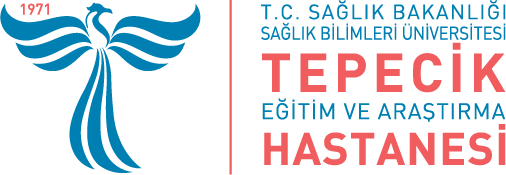 1971
T.C. SAĞLIK BAKANLIĞI
SAĞLIK BİLİMLERİ ÜNİVERSİTESİ
TEPECİK
EĞİTİM VE ARAŞTIRMA
HASTANESİ